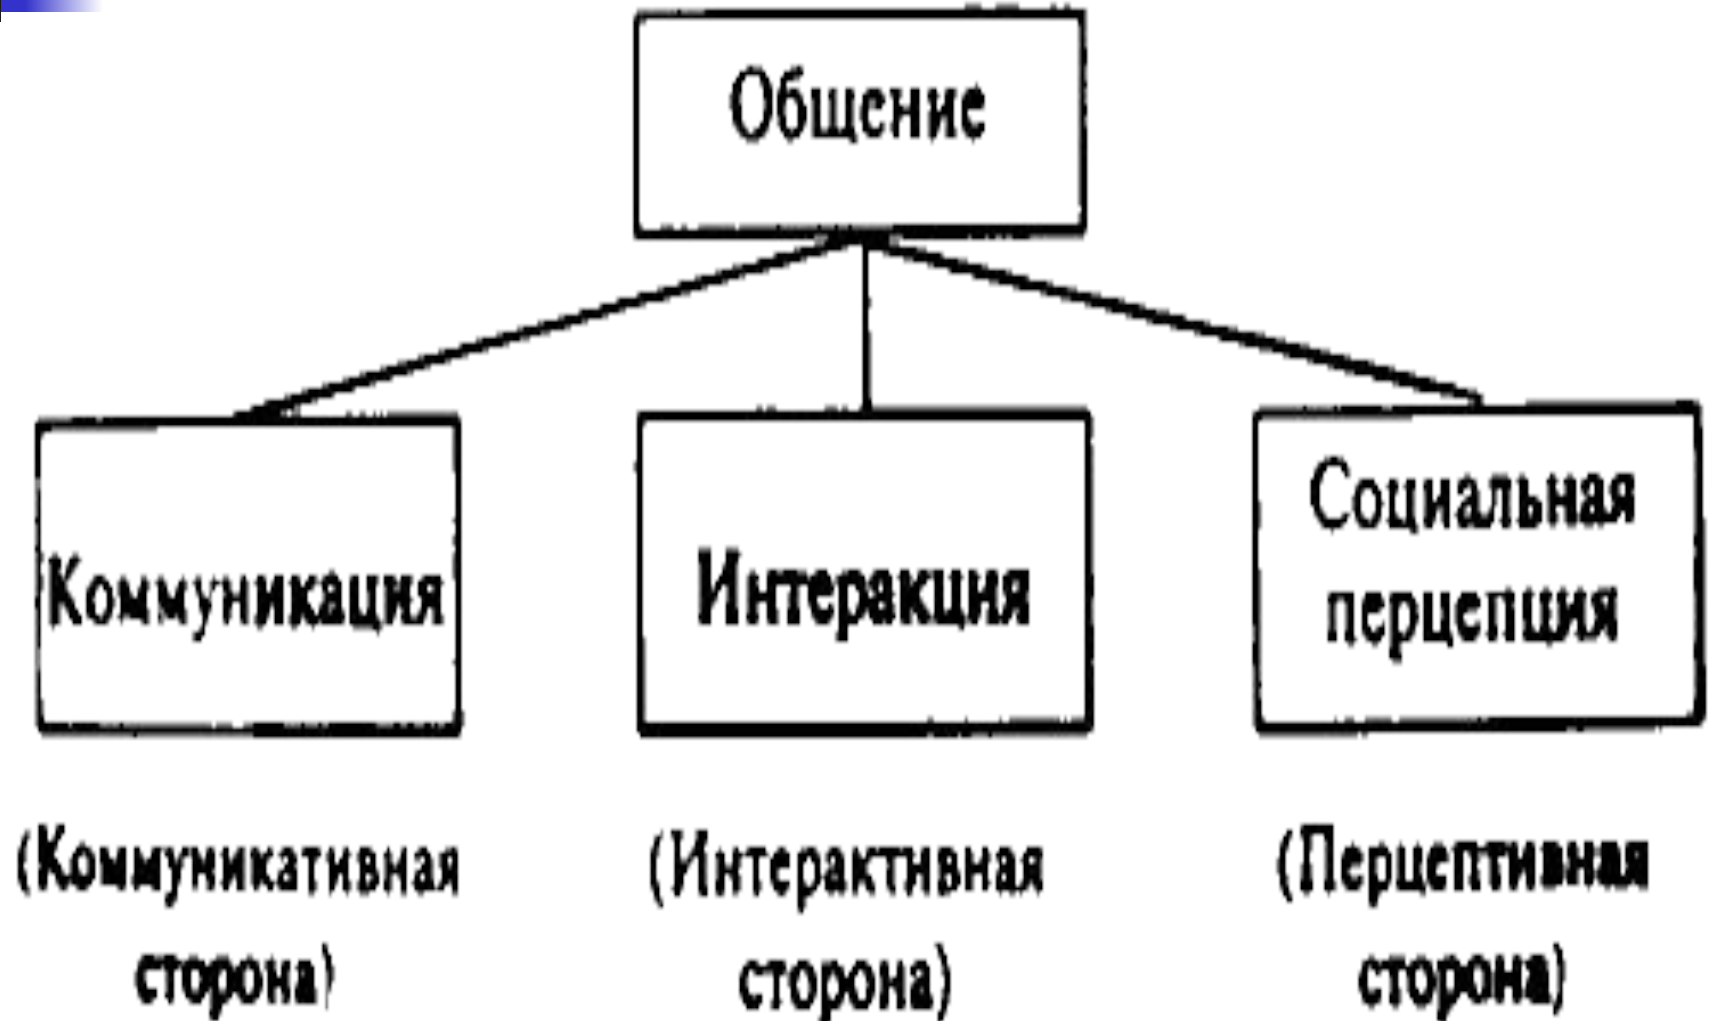 Общение
Коммуникация
Интеракция
Социальная
перцепция
(Коммуникативная
сторона)
(Интерактивная
сторона)
(Перцептивная
сторона)